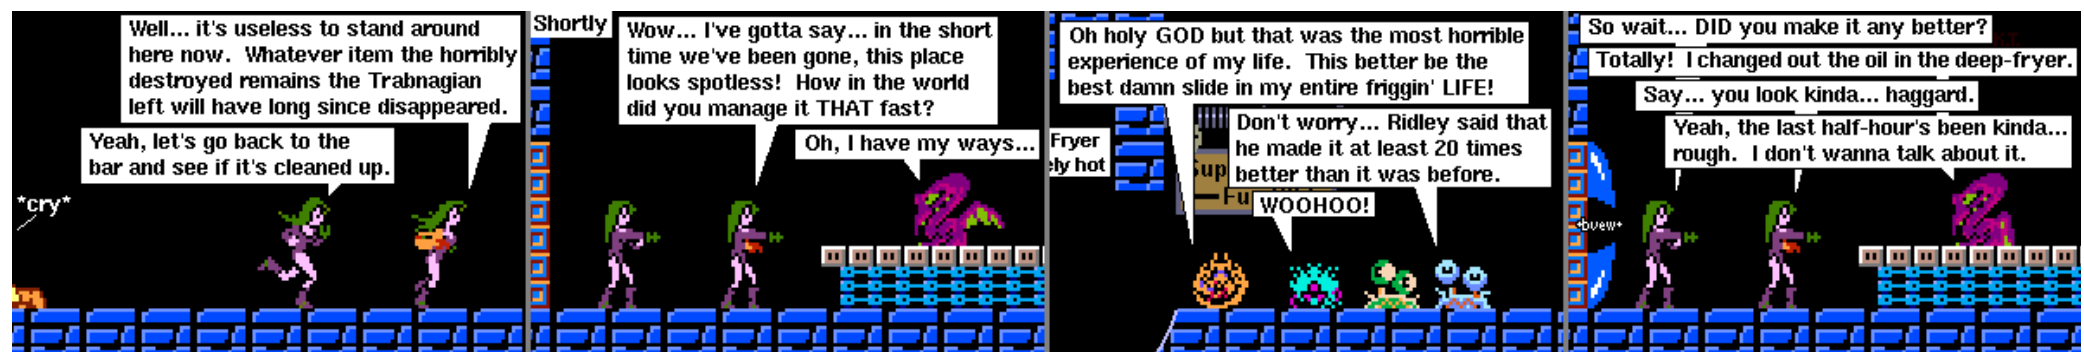 Well... it's useless to stand around
here now.  Whatever item the horribly
destroyed remains the Trabnagian
left will have long since disappeared.
Yeah, let's go back to the
bar and see if it's cleaned up.
*cry*
Shortly
Wow... I've gotta say... in the short
time we've been gone, this place
looks spotless!  How in the world
did you manage it THAT fast?
Oh, I have my ways...
Oh holy GOD but that was the most horrible
experience of my life.  This better be the
best damn slide in my entire friggin' LIFE!
Don't worry... Ridley said that
he made it at least 20 times
better than it was before.
WOOHOO!
Fryer
ely hot
Sup
Fu
So wait... DID you make it any better?
Totally!  I changed out the oil in the deep-fryer.
Say... you look kinda... haggard.
Yeah, the last half-hour's been kinda...
rough.  I don't wanna talk about it.